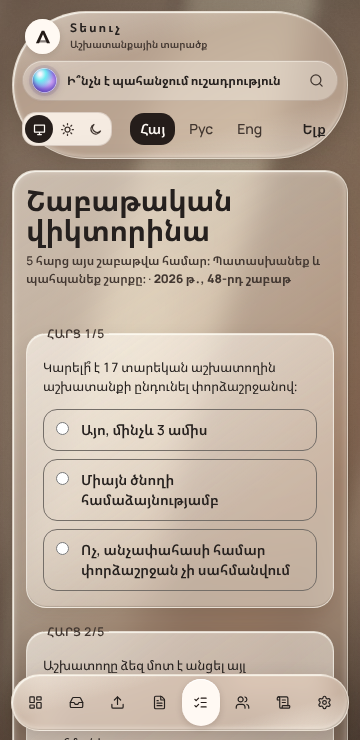 Տեսուչ
Աշխատանքային տարածք
Ի՞նչն է պահանջում ուշադրություն
Հայ Рус Eng Ելք
Շաբաթական
վիկտորինա
5 հարց այս շաբաթվա համար։ Պատասխանեք և
պահպանեք շարքը։ · 2026 թ., 48-րդ շաբաթ
ՀԱՐՑ 1/5
Կարելի՞ է 17 տարեկան աշխատողին
աշխատանքի ընդունել փորձաշրջանով։
Այո, մինչև 3 ամիս
Միայն ծնողի
համաձայնությամբ
Ոչ, անչափահասի համար
փորձաշրջան չի սահմանվում
ՀԱՐՑ 2/5
Աշխատողը ձեզ մոտ է անցել այլ